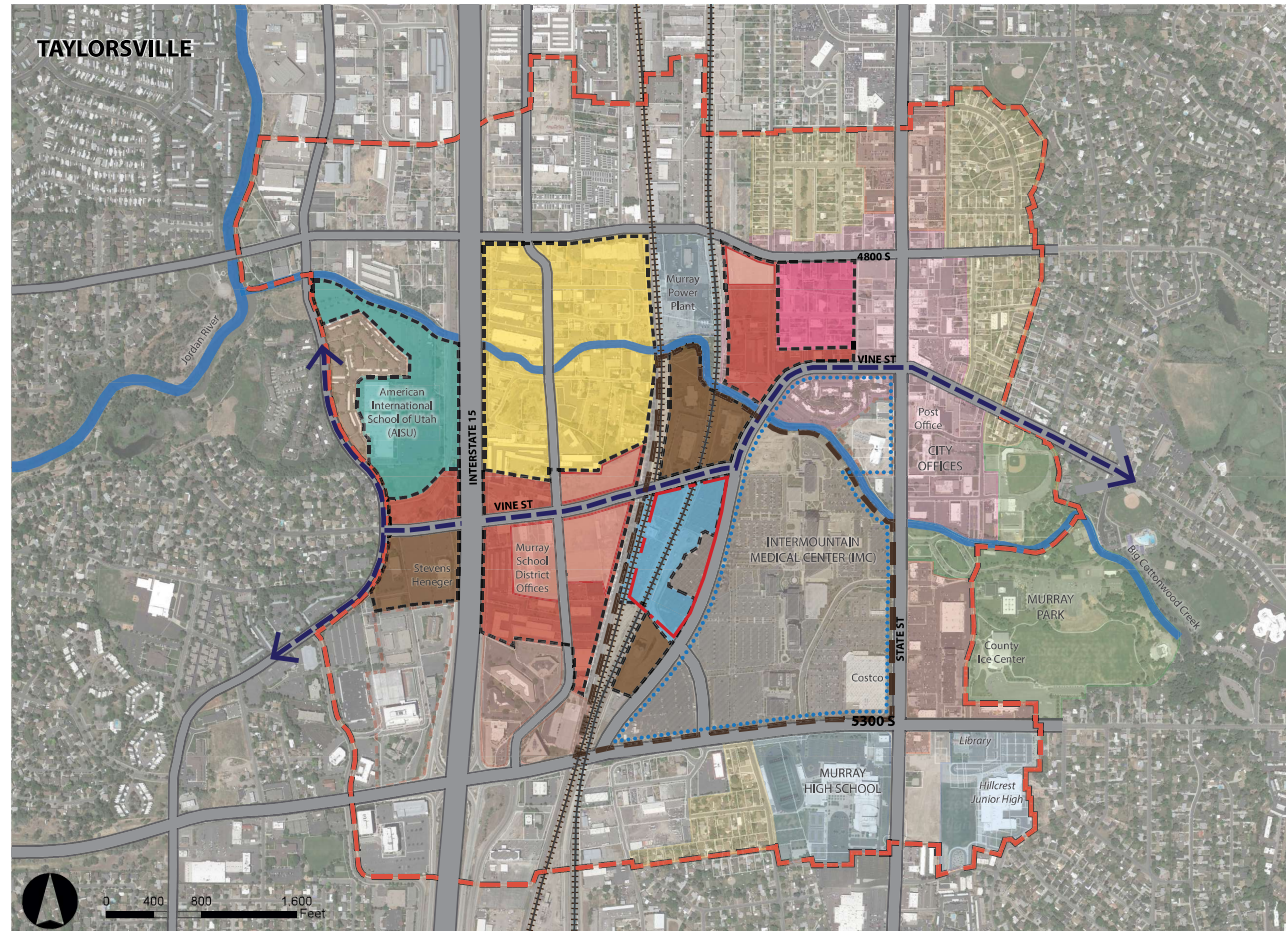 TAYLORSVILLE
4800 S
Murray
Power
Plant
Jordan River
VINE ST
American
International
School of Utah
(AISU)
INTERSTATE 15
Post
Office
CITY
OFFICES
VINE ST
Murray
School
District
Offices
Stevens
Heneger
INTERMOUNTAIN
MEDICAL CENTER (IMC)
Big Cottonwood Creek
MURRAY
PARK
STATE ST
County
Ice Center
Costco
5300 S
Library
MURRAY
HIGH SCHOOL
Hillcrest
Junior High
0 400 800 1,600
Feet